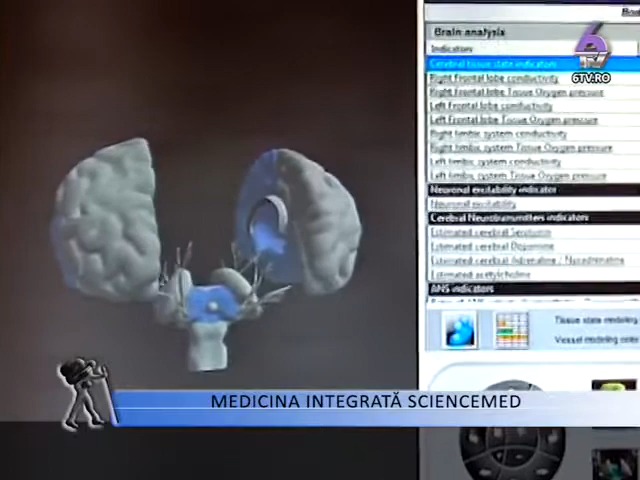 Brain analysis
Indicators
6
TV
6TV.RO
Cerebral tissue state indicators
Right Frontal lobe conductivity
Right Frontal lobe Tissue Oxygen pressure
Left Frontal lobe conductivity
Left Frontal lobe Tissue Oxygen pressure
Right limbic system conductivity
Right limbic system Tissue Oxygen pressure
Left limbic system conductivity
Left limbic system Tissue Oxygen pressure
Neuronal excitability indicator
Neuronal excitability
Cerebral Neurotransmitters indicators
Estimated cerebral Serotonin
Estimated cerebral Dopamine
Estimated cerebral Adrenaline / Noradrenaline
Estimated acetylcholine
ANS indicators
Tissue state modeling
Vessel modeling
MEDICINA INTEGRATĂ SCIENCEMED